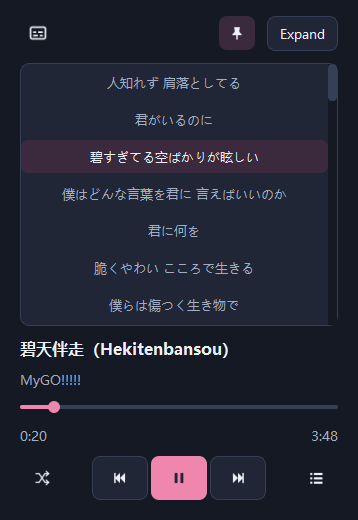 Expand
人知れず 肩落としてる
君がいるのに
碧すぎてる空ばかりが眩しい
僕はどんな言葉を君に 言えばいいのか
君に何を
脆くやわい こころで生きる
僕らは傷つく生き物で
碧天伴走（Hekitenbansou）
MyGO!!!!!
0:20
3:48